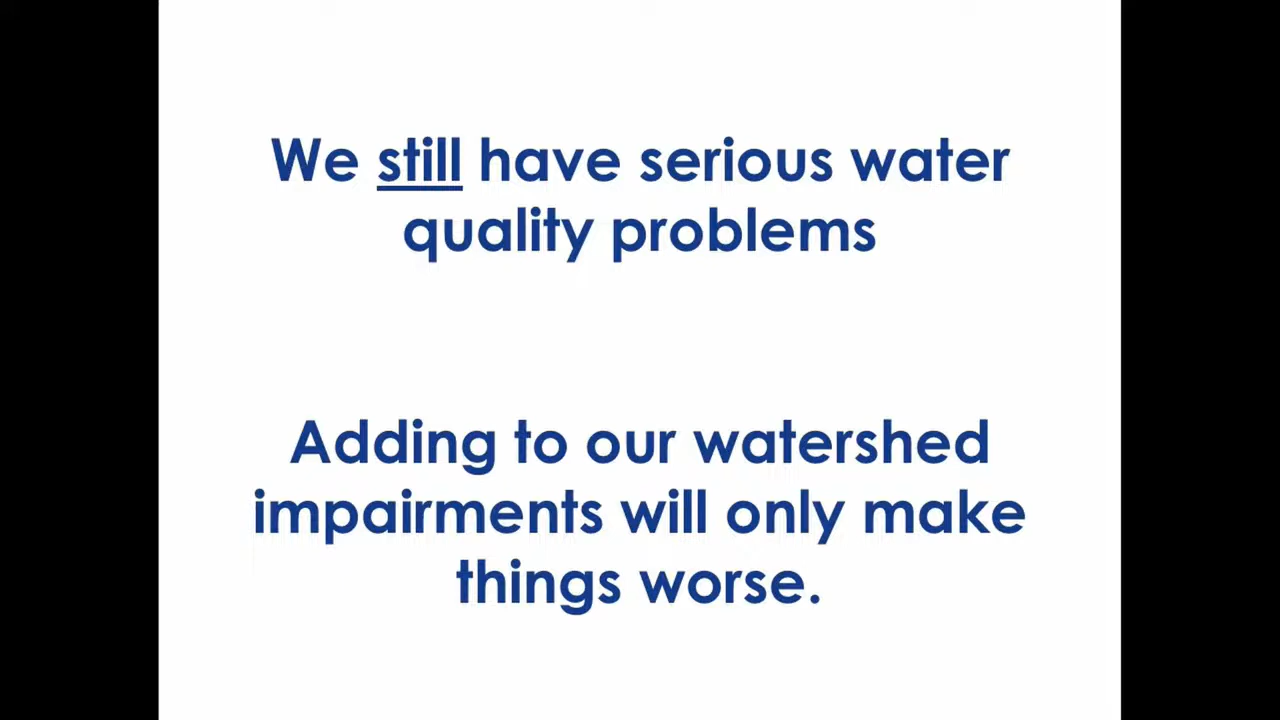 We still have serious water
quality problems
Adding to our watershed
impairments will only make
things worse.